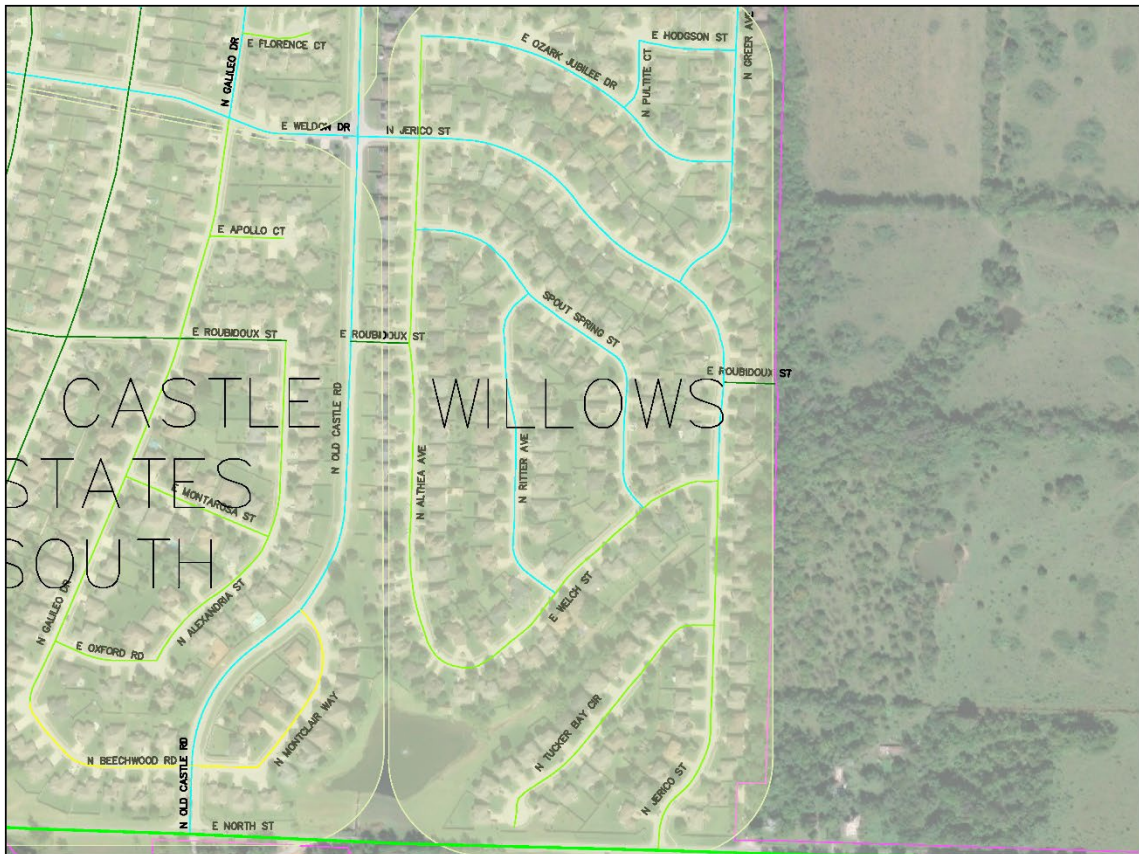 E FLORENCE CT
N GALILEO DR
E OZARK JUBILEE DR
E HODGSON ST
N PULTITE CT
N GREER AVE
E WELDON DR
N JERICO ST
E APOLLO CT
E ROUBIDOUX ST
E ROUBIDOUX ST
SPOUT SPRING ST
E ROUBIDOUX ST
CASTLE
WILLOWS
N OLD CASTLE RD
N ALTHEA AVE
N RITTER AVE
STATES
E MONTAROSA ST
SOUTH
N GALILEO DR
N ALEXANDRIA ST
E WELCH ST
E OXFORD RD
N MONTCLAIR WAY
N TUCKER BAY CIR
N BEECHWOOD RD
N OLD CASTLE RD
N JERICO ST
E NORTH ST